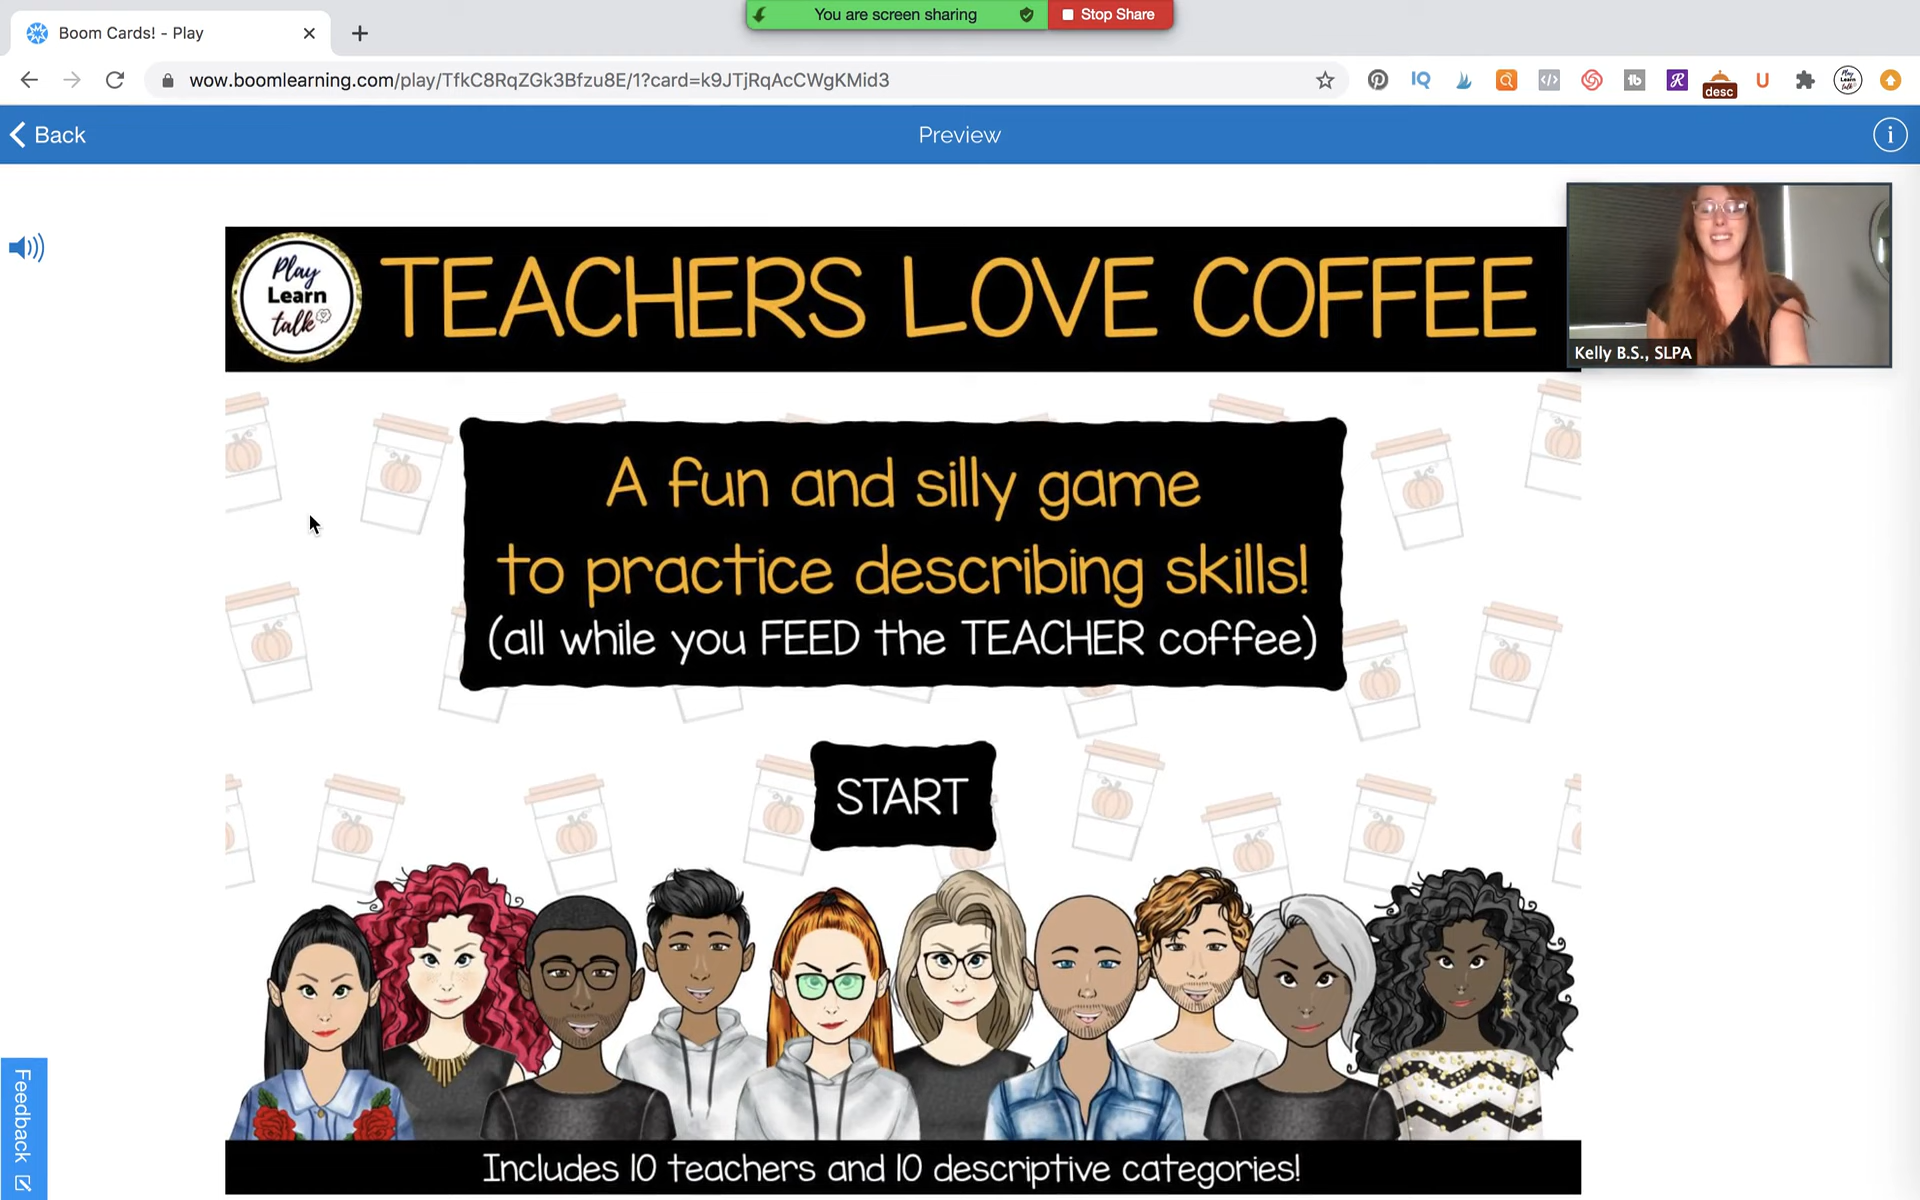 You are screen sharing
Stop Share
Boom Cards! - Play
wow.boomlearning.com/play/TfkC8RqZGk3Bfzu8E/1?card=k9JTjRqAcCWgKMid3
IQ
desc
U
Back
Preview
Play
Learn
talk
TEACHERS LOVE COFFEE
Kelly B.S., SLPA
A fun and silly game
to practice describing skills!
(all while you FEED the TEACHER coffee)
START
Feedback
Includes 10 teachers and 10 descriptive categories!